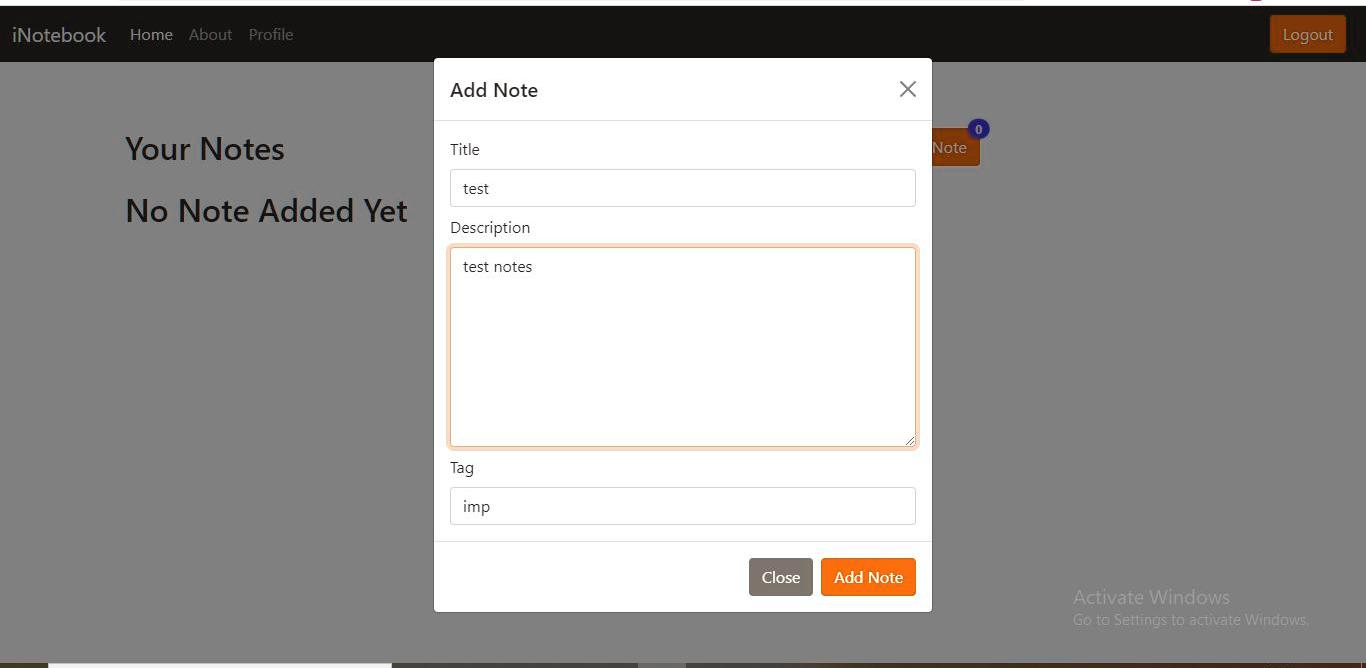 iNotebook Home About Profile Logout
Add Note
Your Notes
Note 0
No Note Added Yet
Title
test
Description
test notes
Tag
imp
Close Add Note
Activate Windows
Go to Settings to activate Windows.